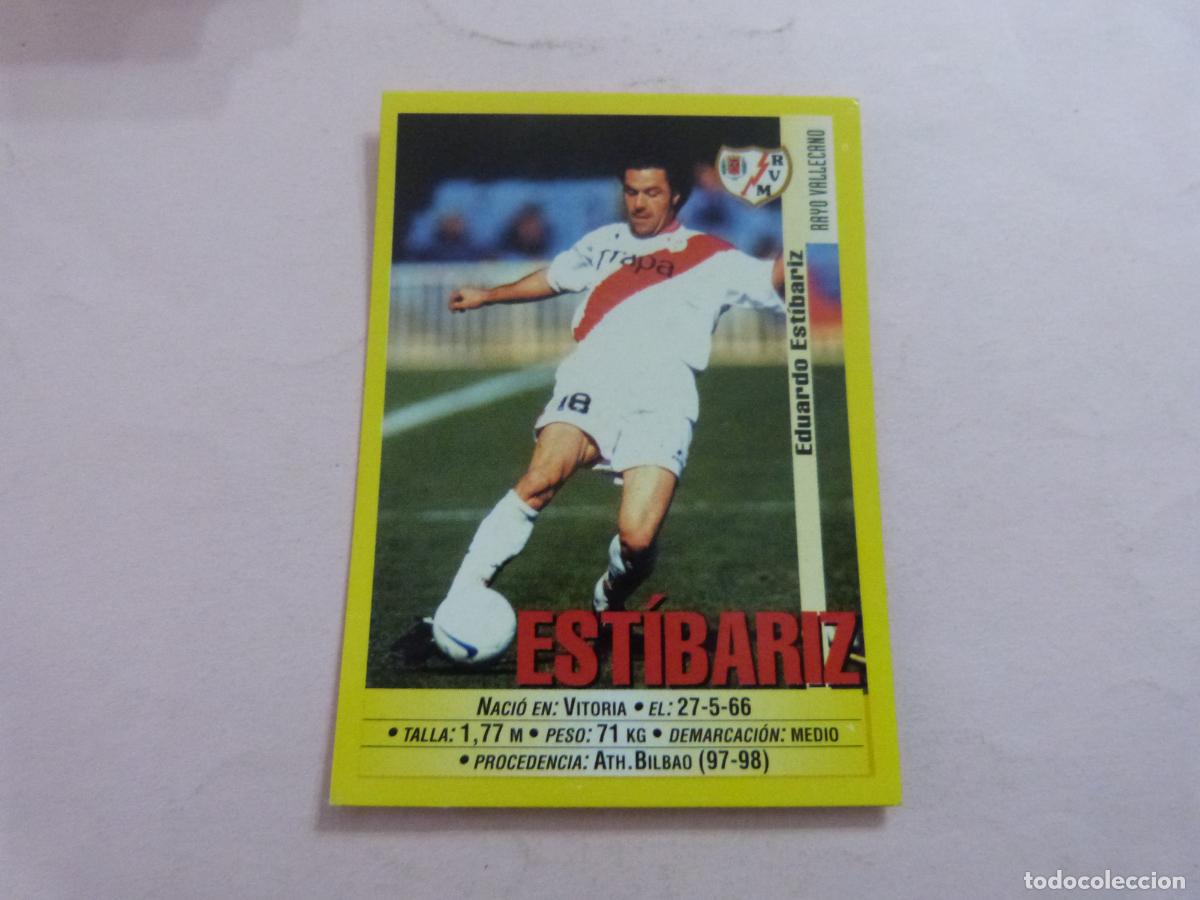 RVM
RAYO VALLECANO
Eduardo Estíbariz
Trapa
18
ESTÍBARIZ
NACIÓ EN: VITORIA • EL: 27-5-66
• TALLA: 1,77 M • PESO: 71 KG • DEMARCACIÓN: MEDIO
• PROCEDENCIA: ATH. BILBAO (97-98)
todocoleccion